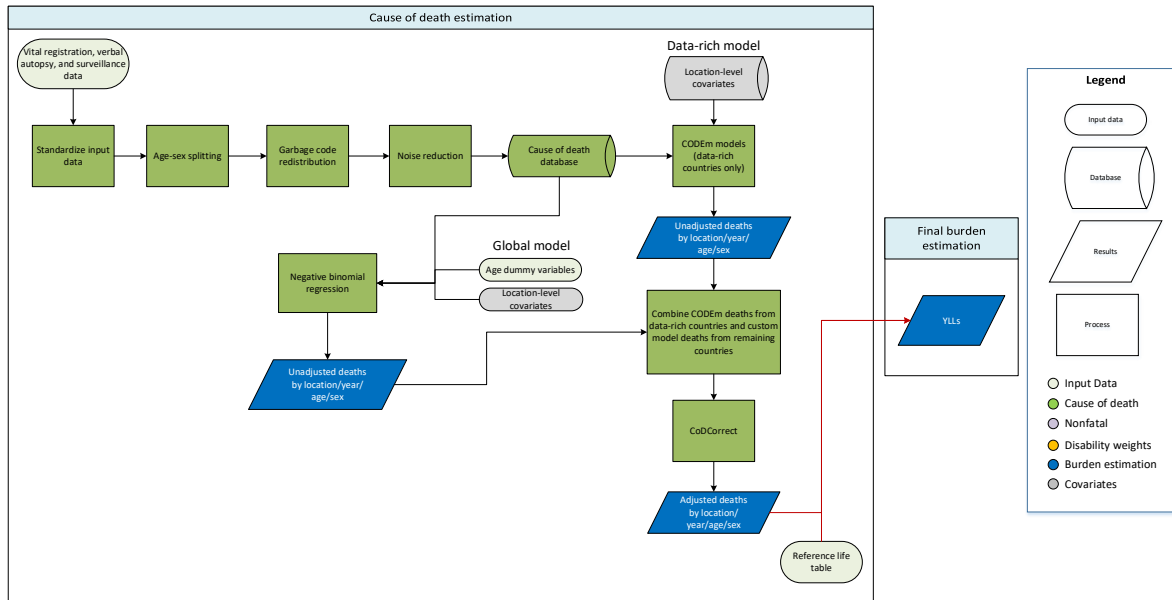 Cause of death estimation
Vital registration, verbal
autopsy, and surveillance
data
Data-rich model
Location-level
covariates
Standardize input
data
Age-sex splitting
Garbage code
redistribution
Noise reduction
Cause of death
database
CODEm models
(data-rich
countries only)
Unadjusted deaths
by location/year/
age/sex
Global model
Age dummy variables
Location-level
covariates
Negative binomial
regression
Unadjusted deaths
by location/year/
age/sex
Combine CODEm deaths from
data-rich countries and custom
model deaths from remaining
countries
CoDCorrect
Adjusted deaths
by location/
year/age/sex
Reference life
table
Final burden
estimation
YLLs
Legend
Input data
Database
Results
Process
Input Data
Cause of death
Nonfatal
Disability weights
Burden estimation
Covariates